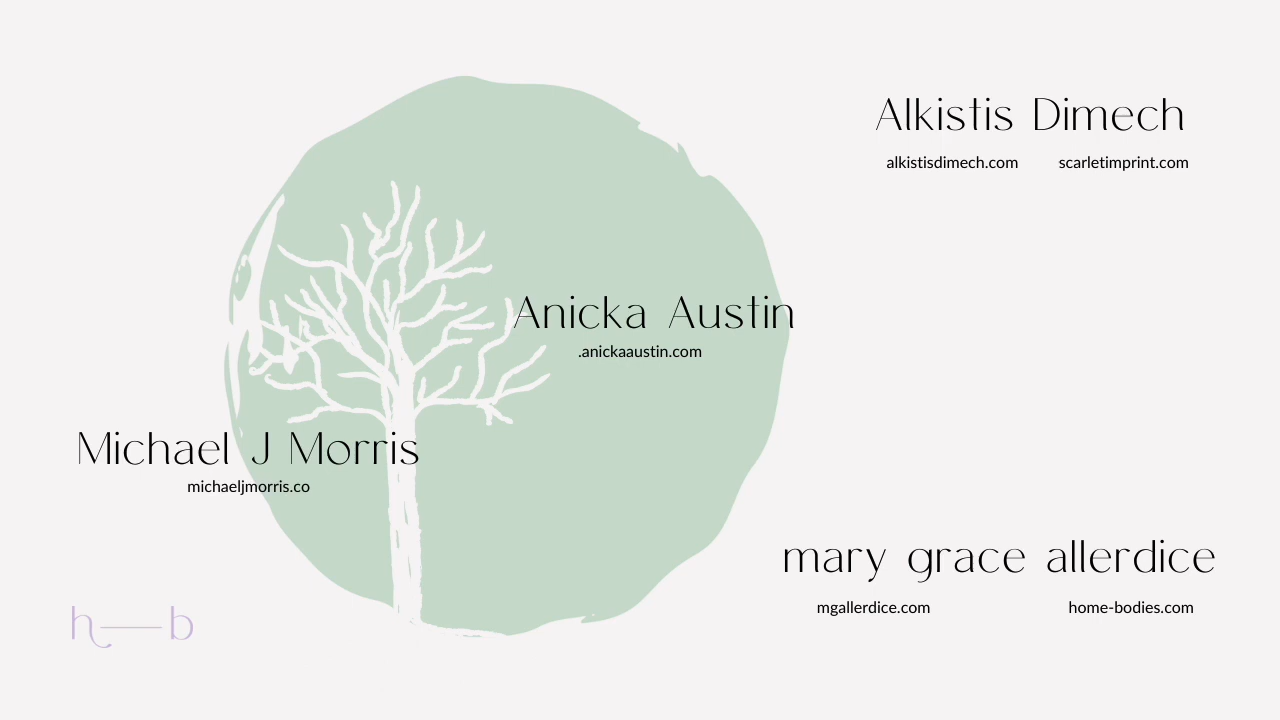 Alkistis Dimech
alkistisdimech.com scarletimprint.com
Anicka Austin
.anickaaustin.com
Michael J Morris
michaeljmorris.co
mary grace allerdice
mgallerdice.com home-bodies.com
h—b